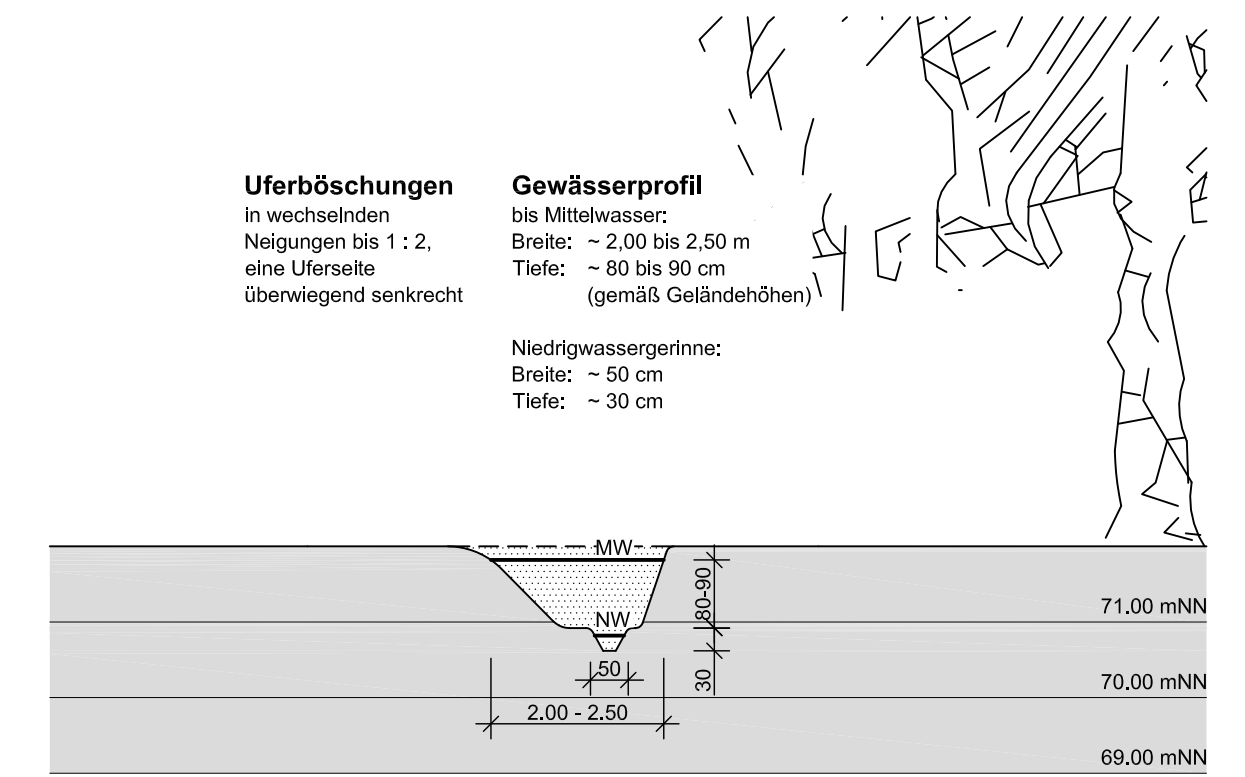 Uferböschungen
in wechselnden
Neigungen bis 1 : 2,
eine Uferseite
überwiegend senkrecht
Gewässerprofil
bis Mittelwasser:
Breite: ~ 2,00 bis 2,50 m
Tiefe: ~ 80 bis 90 cm
(gemäß Geländehöhen)
Niedrigwassergerinne:
Breite: ~ 50 cm
Tiefe: ~ 30 cm
MW
80-90
71.00 mNN
NW
50
30
70.00 mNN
2.00 - 2.50
69.00 mNN